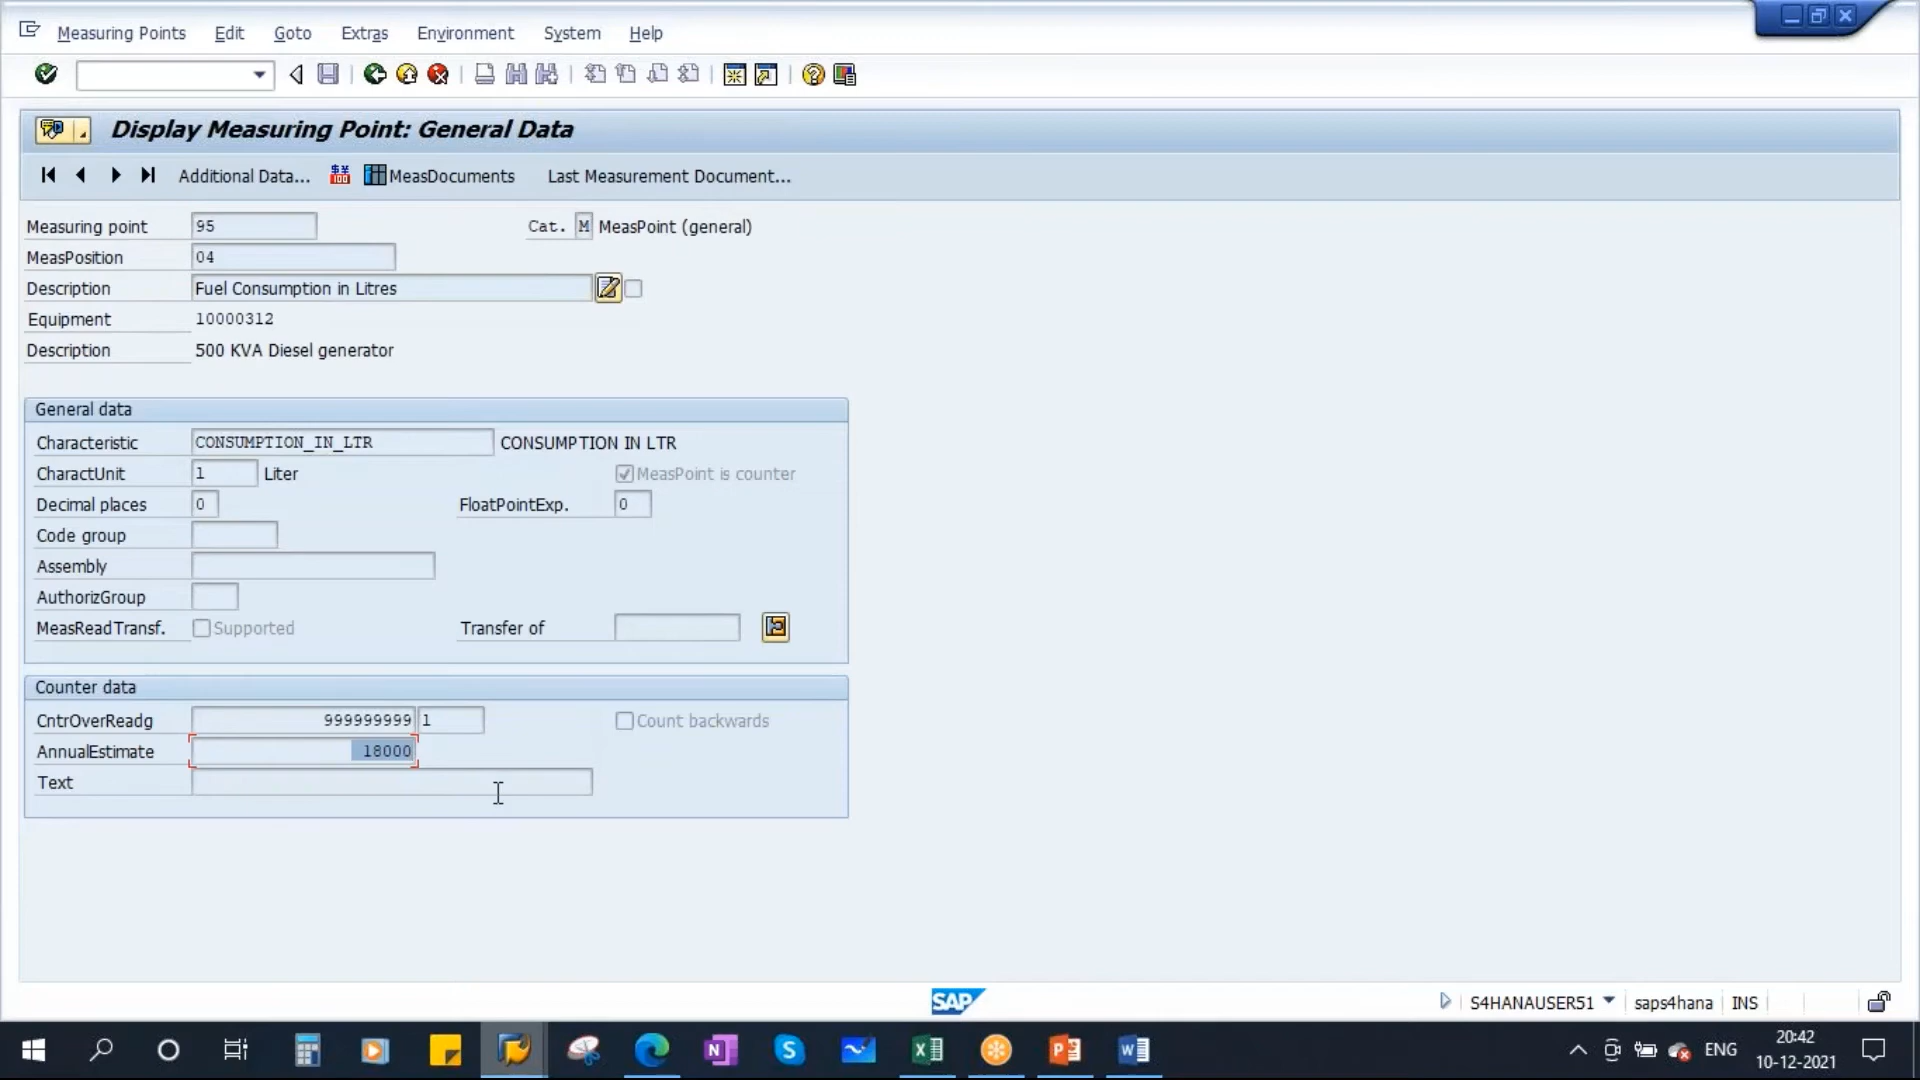 Measuring Points Edit Goto Extras Environment System Help
Display Measuring Point: General Data
Additional Data... MeasDocuments Last Measurement Document...
Measuring point 95 Cat. M MeasPoint (general)
MeasPosition 04
Description Fuel Consumption in Litres
Equipment 10000312
Description 500 KVA Diesel generator
General data
Characteristic CONSUMPTION_IN_LTR CONSUMPTION IN LTR
CharactUnit 1 Liter MeasPoint is counter
Decimal places 0 FloatPointExp. 0
Code group
Assembly
AuthorizGroup
MeasReadTransf. Supported Transfer of
Counter data
CntrOverReadg 999999999 1 Count backwards
AnnualEstimate 18000
Text
SAP S4HANAUSER51 saps4hana INS
ENG 20:42
10-12-2021